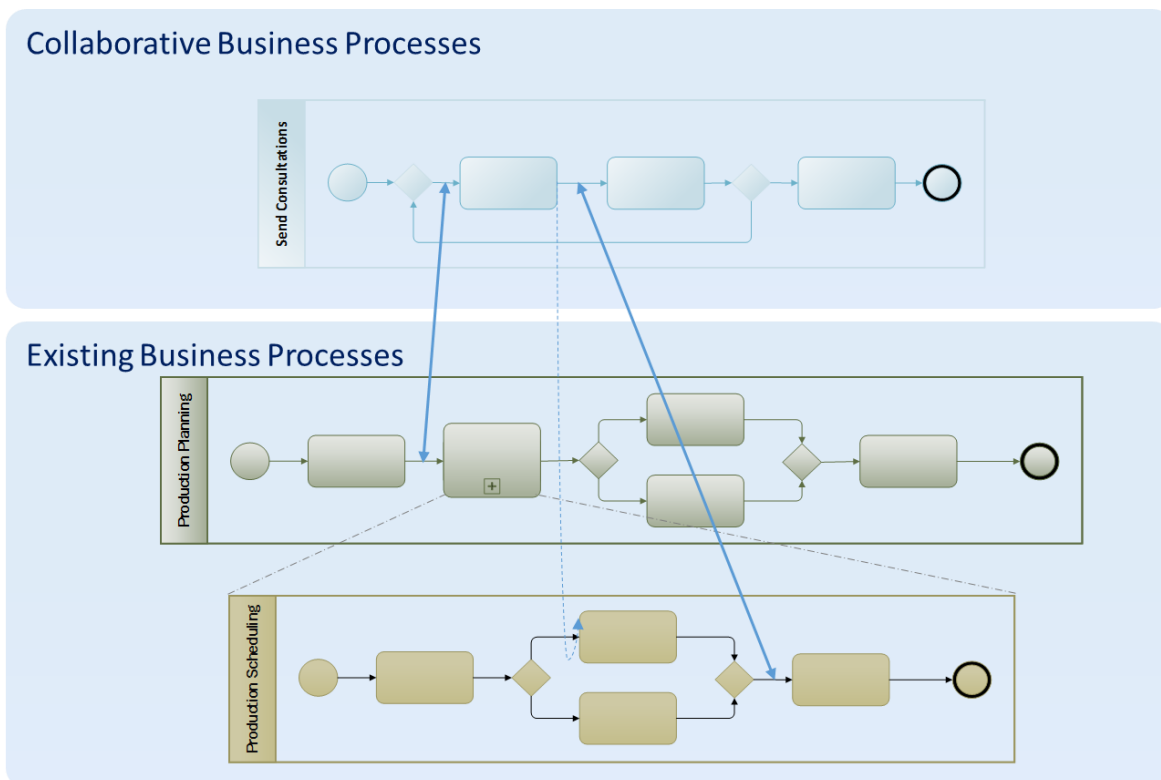 Collaborative Business Processes
Send Consultations
Existing Business Processes
Production Planning
Production Scheduling